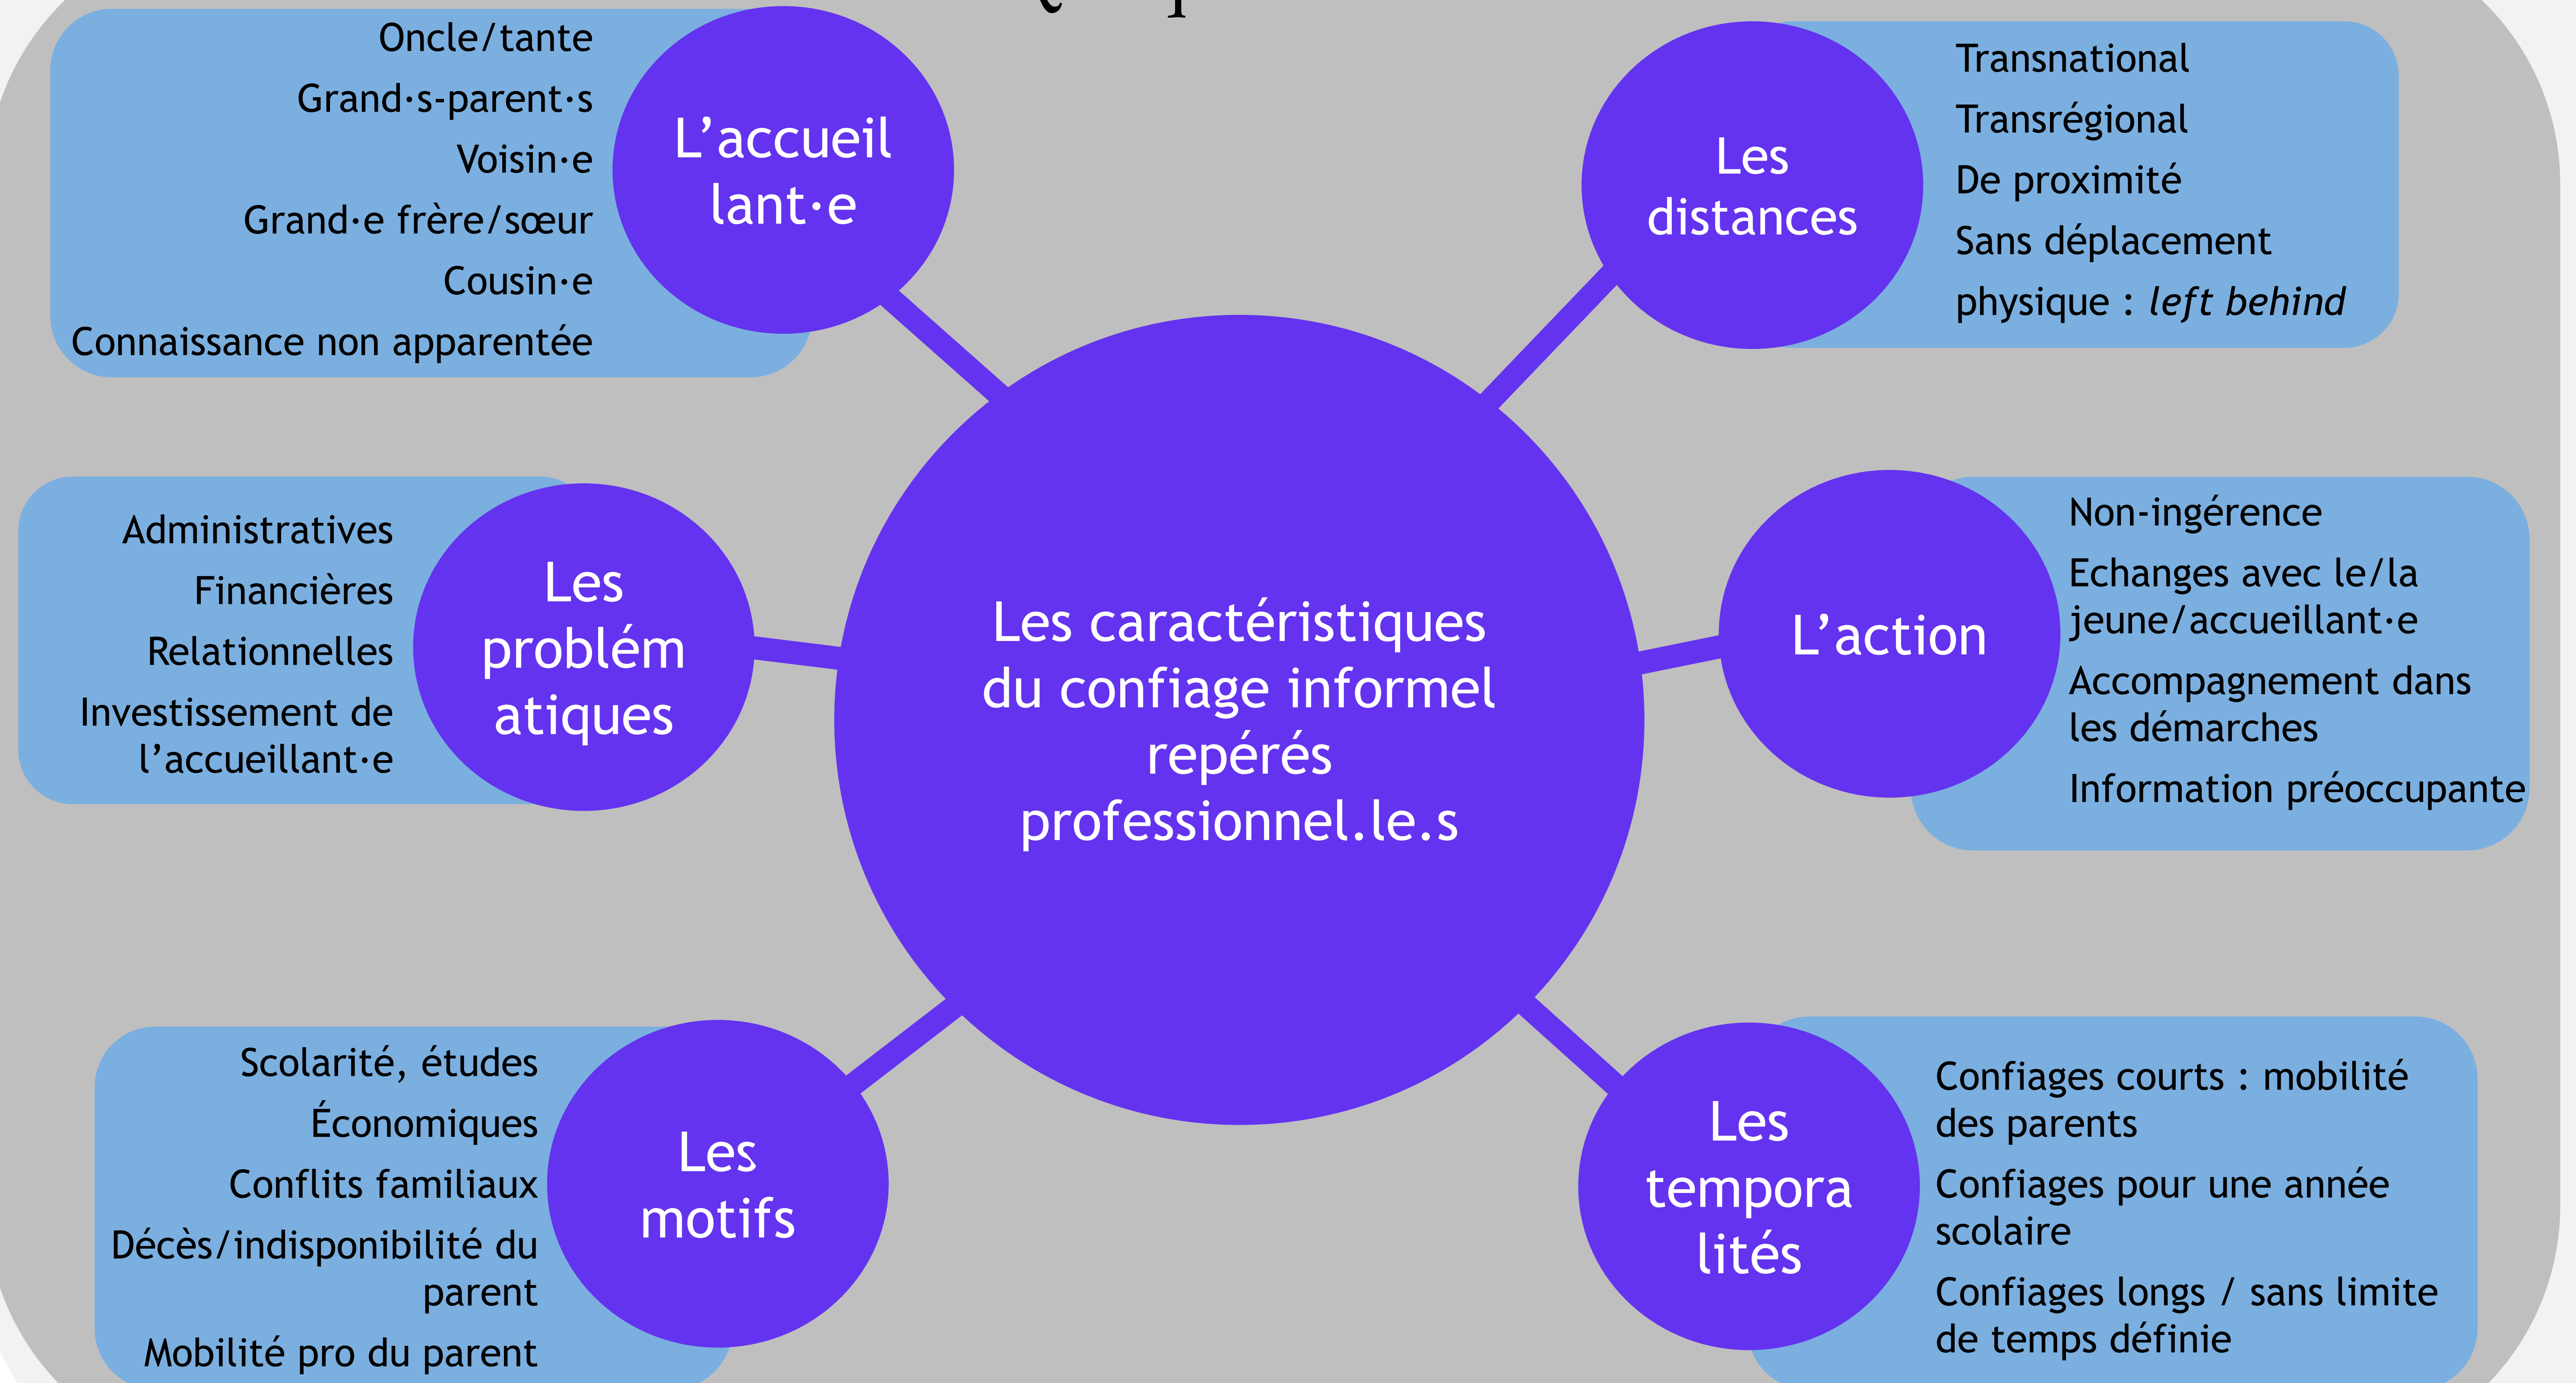 Oncle/tante
Grand·s-parent·s
Voisin·e
Grand·e frère/sœur
Cousin·e
Connaissance non apparentée
L’accueil
lant·e
Les
distances
Transnational
Transrégional
De proximité
Sans déplacement
physique : left behind
Administratives
Financières
Relationnelles
Investissement de
l’accueillant·e
Les
problém
atiques
Les caractéristiques
du confiage informel
repérés
professionnel.le.s
L’action
Non-ingérence
Echanges avec le/la
jeune/accueillant·e
Accompagnement dans
les démarches
Information préoccupante
Scolarité, études
Économiques
Conflits familiaux
Décès/indisponibilité du
parent
Mobilité pro du parent
Les
motifs
Les
tempora
lités
Confiages courts : mobilité
des parents
Confiages pour une année
scolaire
Confiages longs / sans limite
de temps définie